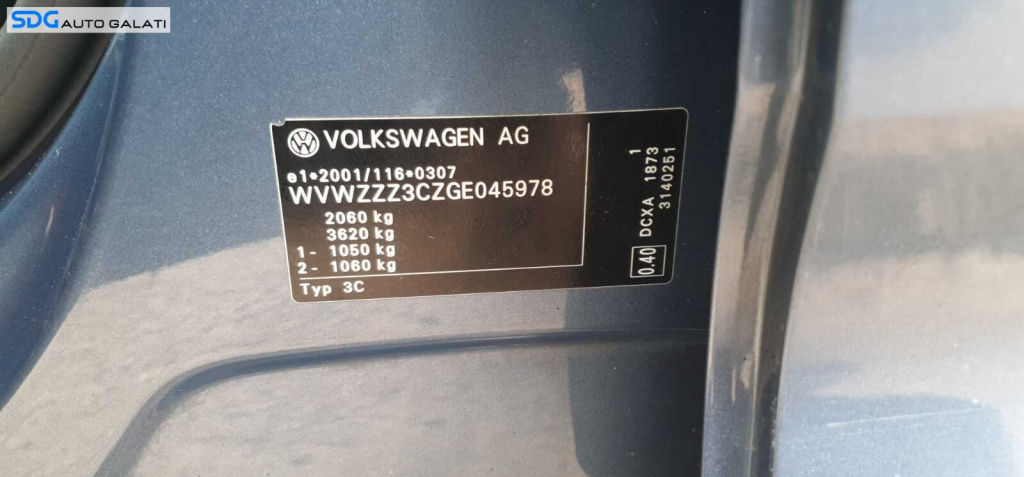 SDG AUTO GALATI
VOLKSWAGEN AG
e1*2001/116*0307
WVWZZZ3CZGE045978
2060 kg
3620 kg
1- 1050 kg
2- 1060 kg
Typ 3C
0.40 DCXA 1873 1
3140251